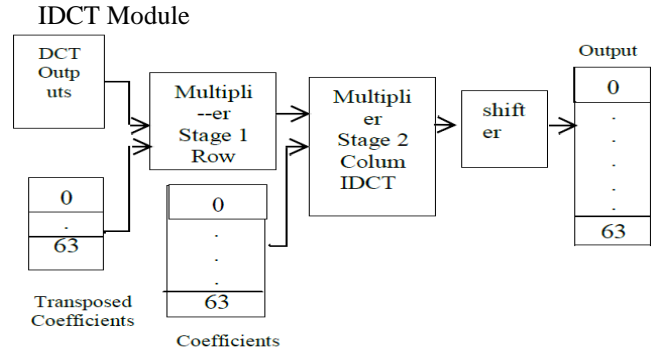 IDCT Module
DCT
Outp
uts
Multipli
--er
Stage 1
Row
Multipli
er
Stage 2
Colum
IDCT
shift
er
Output
0
.
.
.
.
.
63
0
.
63
Transposed
Coefficients
0
.
.
.
63
Coefficients